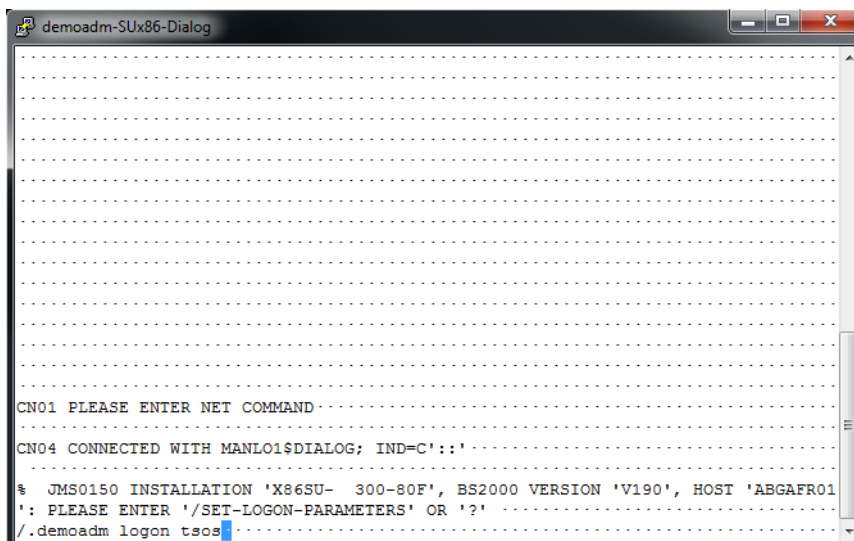 demoadm-SUx86-Dialog
CN01 PLEASE ENTER NET COMMAND
CN04 CONNECTED WITH MANLO1$DIALOG; IND=C'::'
%  JMS0150 INSTALLATION 'X86SU-  300-80F', BS2000 VERSION 'V190', HOST 'ABGAFR01
': PLEASE ENTER '/SET-LOGON-PARAMETERS' OR '?'
/.demoadm logon tsos